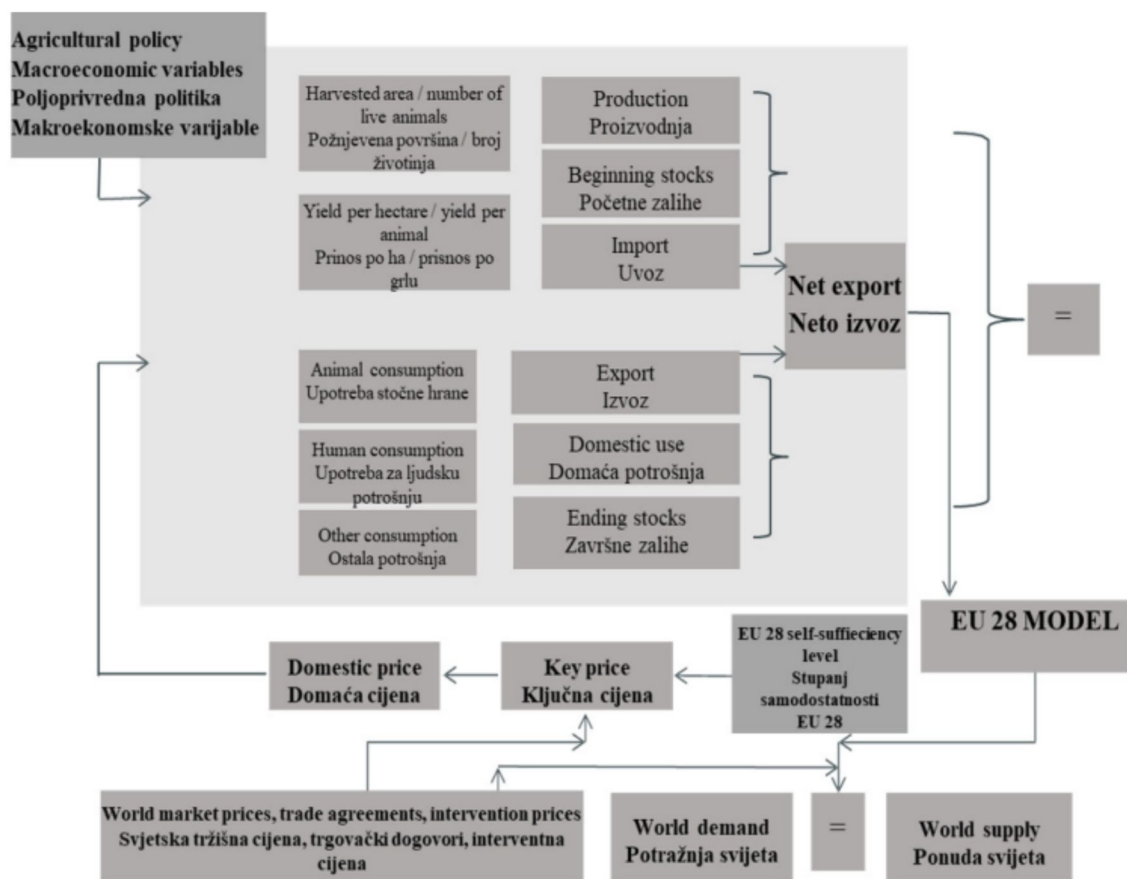 Agricultural policy
Macroeconomic variables
Poljoprivredna politika
Makroekonomske varijable
Harvested area / number of
live animals
Požnjevena površina / broj
životinja
Production
Proizvodnja
Beginning stocks
Početne zalihe
Yield per hectare / yield per
animal
Prinos po ha / prisnos po
grlu
Import
Uvoz
Net export
Neto izvoz
=
Animal consumption
Upotreba stočne hrane
Export
Izvoz
Human consumption
Upotreba za ljudsku
potrošnju
Domestic use
Domaća potrošnja
Other consumption
Ostala potrošnja
Ending stocks
Završne zalihe
EU 28 MODEL
EU 28 self-suffieciency
level
Stupanj
samodostatnosti
EU 28
Key price
Ključna cijena
Domestic price
Domaća cijena
World market prices, trade agreements, intervention prices
Svjetska tržišna cijena, trgovački dogovori, interventna
cijena
World demand
Potražnja svijeta
=
World supply
Ponuda svijeta